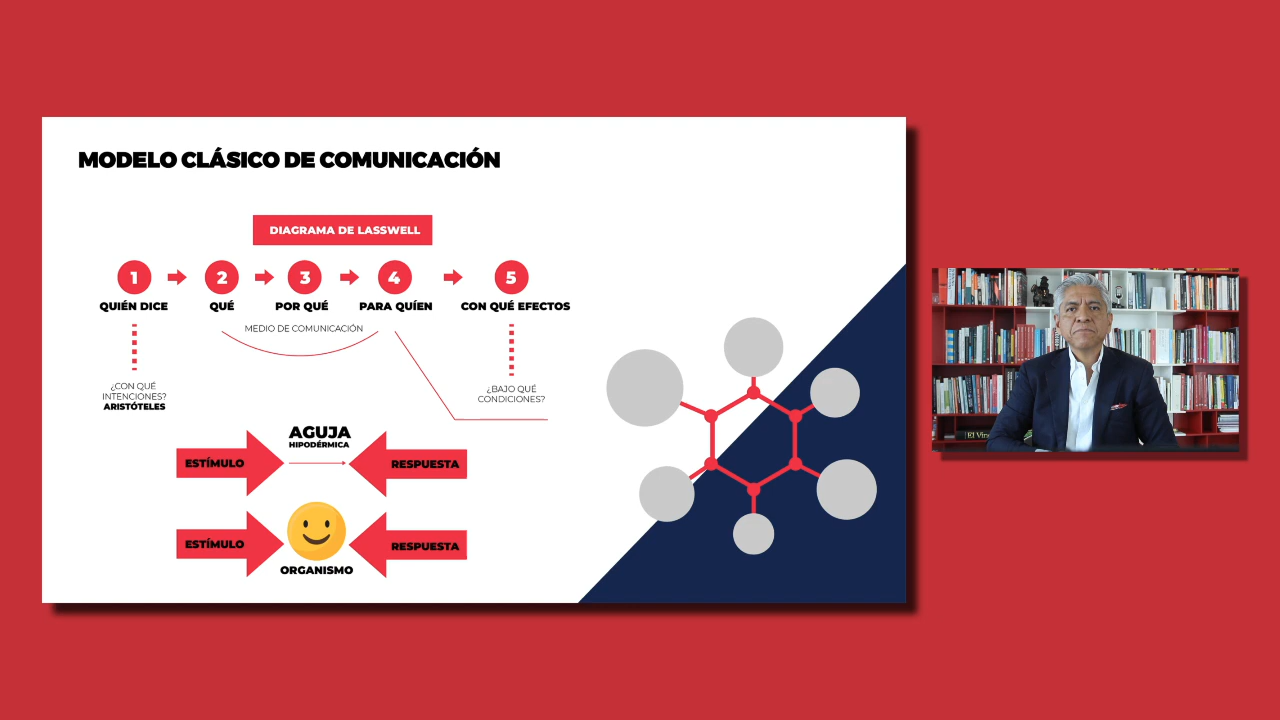 MODELO CLÁSICO DE COMUNICACIÓN
DIAGRAMA DE LASSWELL
1 2 3 4 5
QUIÉN DICE QUÉ POR QUÉ PARA QUÍEN CON QUÉ EFECTOS
MEDIO DE COMUNICACIÓN
¿CON QUÉ
INTENCIONES?
ARISTÓTELES
¿BAJO QUÉ
CONDICIONES?
AGUJA
HIPODÉRMICA
ESTÍMULO RESPUESTA
ESTÍMULO RESPUESTA
ORGANISMO
El